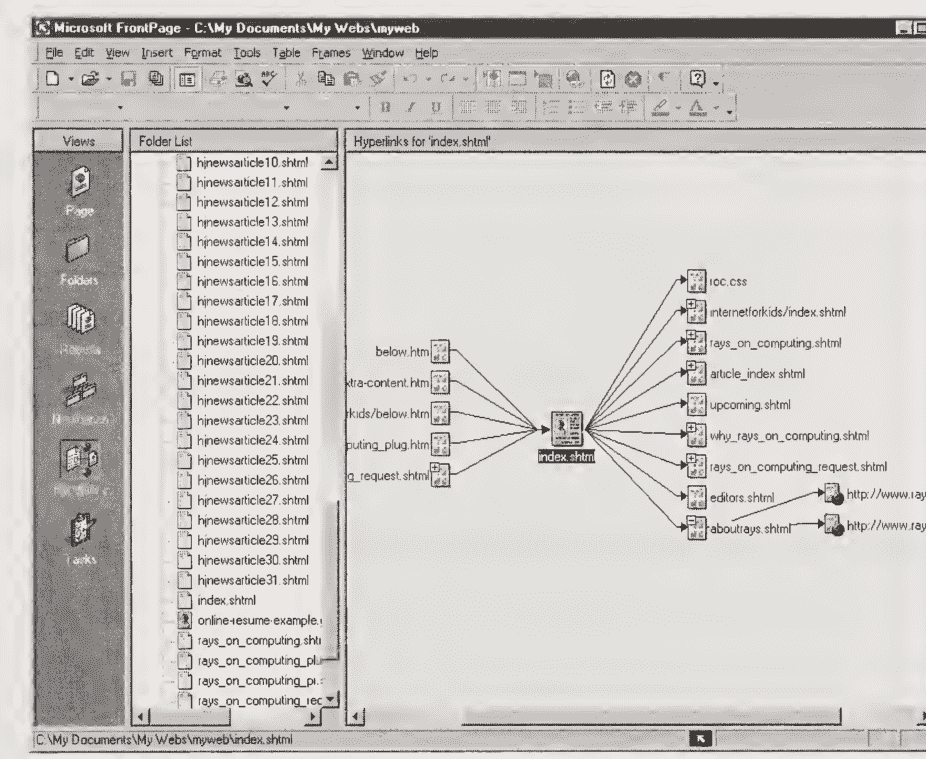 Microsoft FrontPage - C:\My Documents\My Webs\myweb
File Edit View Insert Format Tools Table Frames Window Help
B I U A
Views
Page
Folders
Reports
Tasks
Folder List
hjnewsarticle10.shtml
hjnewsarticle11.shtml
hjnewsarticle12.shtml
hjnewsarticle13.shtml
hjnewsarticle14.shtml
hjnewsarticle15.shtml
hjnewsarticle16.shtml
hjnewsarticle17.shtml
hjnewsarticle18.shtml
hjnewsarticle19.shtml
hjnewsarticle20.shtml
hjnewsarticle21.shtml
hjnewsarticle22.shtml
hjnewsarticle23.shtml
hjnewsarticle24.shtml
hjnewsarticle25.shtml
hjnewsarticle26.shtml
hjnewsarticle27.shtml
hjnewsarticle28.shtml
hjnewsarticle29.shtml
hjnewsarticle30.shtml
hjnewsarticle31.shtml
index.shtml
online-resume-example.
rays_on_computing.sht
rays_on_computing_pl
rays_on_computing_pr.
rays_on_computing_rec
Hyperlinks for 'index.shtml'
below.htm
xtra-content.htm
rkids/below.htm
puting_plug.htm
g_request.shtml
index.shtm
roc.css
internetforkids/index.shtml
rays_on_computing.shtml
article_index.shtml
upcoming.shtml
why_rays_on_computing.shtml
rays_on_computing_request.shtml
editors.shtml
aboutrays.shtml
http://www.ray
http://www.ray
C:\My Documents\My Webs\myweb\index.shtml